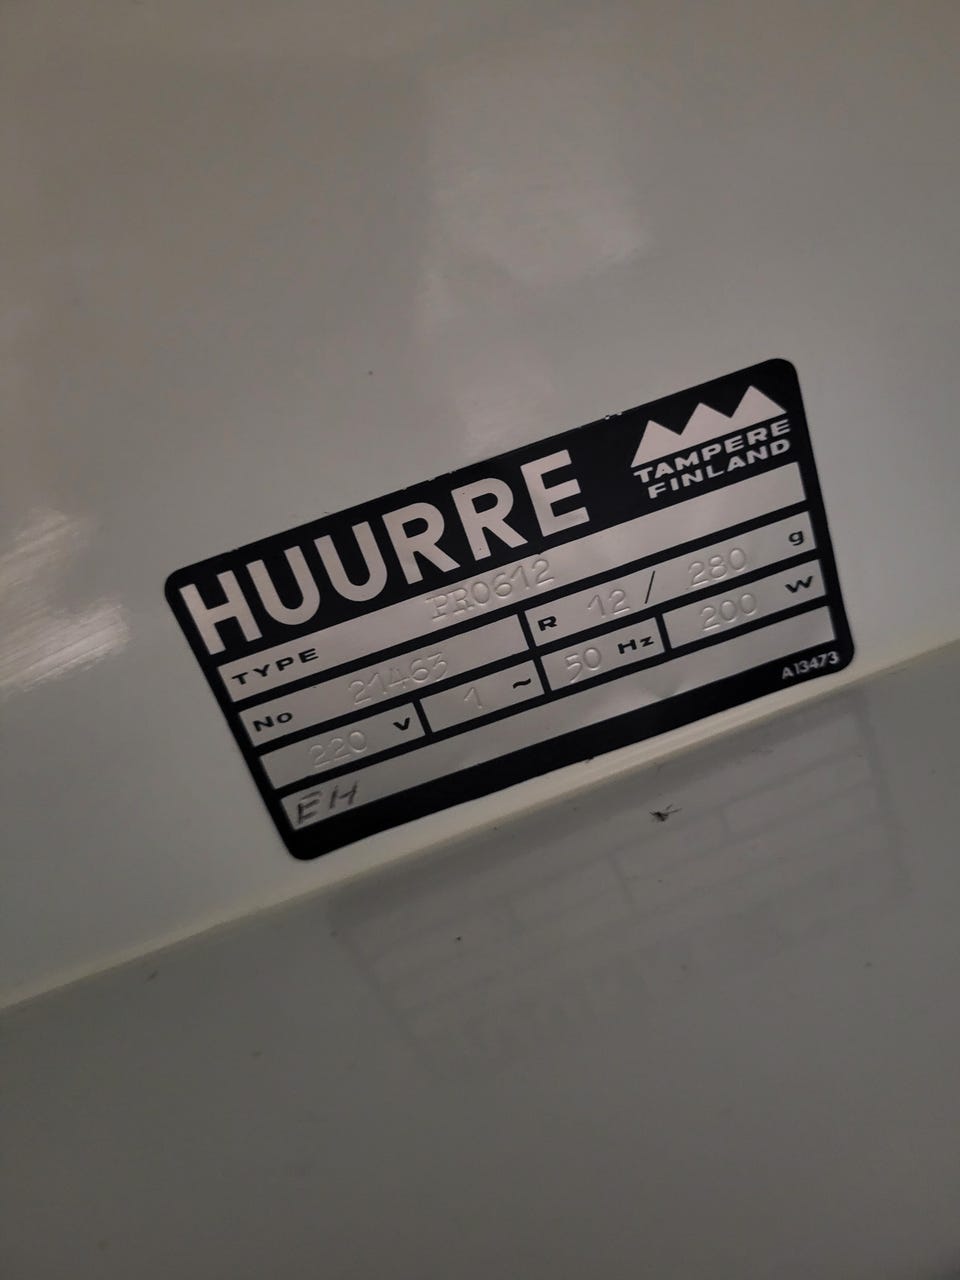 HUURRE
TAMPERE
FINLAND
TYPE PR0612
No 21463 R 12 / 280 g
220 V 1 ~ 50 Hz 200 W
EH
A13473